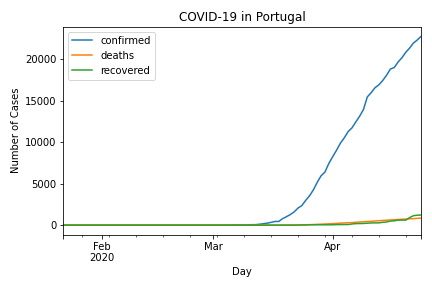 COVID-19 in Portugal
confirmed
deaths
recovered
Number of Cases
20000
15000
10000
5000
0
Feb
2020
Mar
Apr
Day